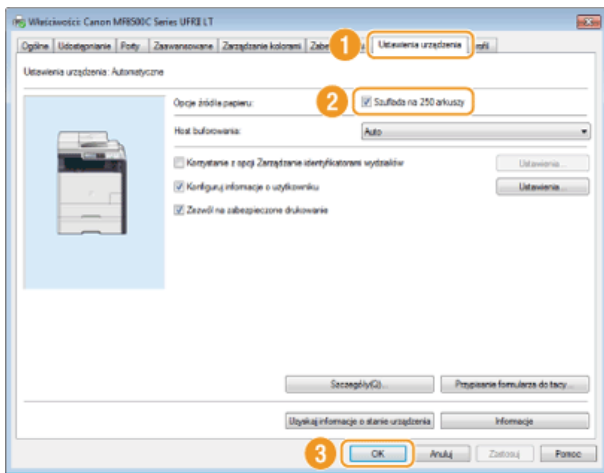 Właściwości: Canon MF8500C Series UFRII LT
Ogólne Udostępnianie Porty Zaawansowane Zarządzanie kolorami 1 Ustawienia urządzenia
Ustawienia urządzenia: Automatyczne
Opcje źródła papieru: 2 Szuflada na 250 arkuszy
Host buforowania: Auto
Korzystanie z opcji Zarządzanie identyfikatorami wydziałów Ustawienia...
Konfiguruj informacje o użytkowniku Ustawienia...
Zezwól na zabezpieczone drukowanie
Szczegóły(Q)... Przypisanie formularza do tacy...
Uzyskaj informacje o stanie urządzenia Informacje
3 OK Anuluj Zastosuj Pomoc